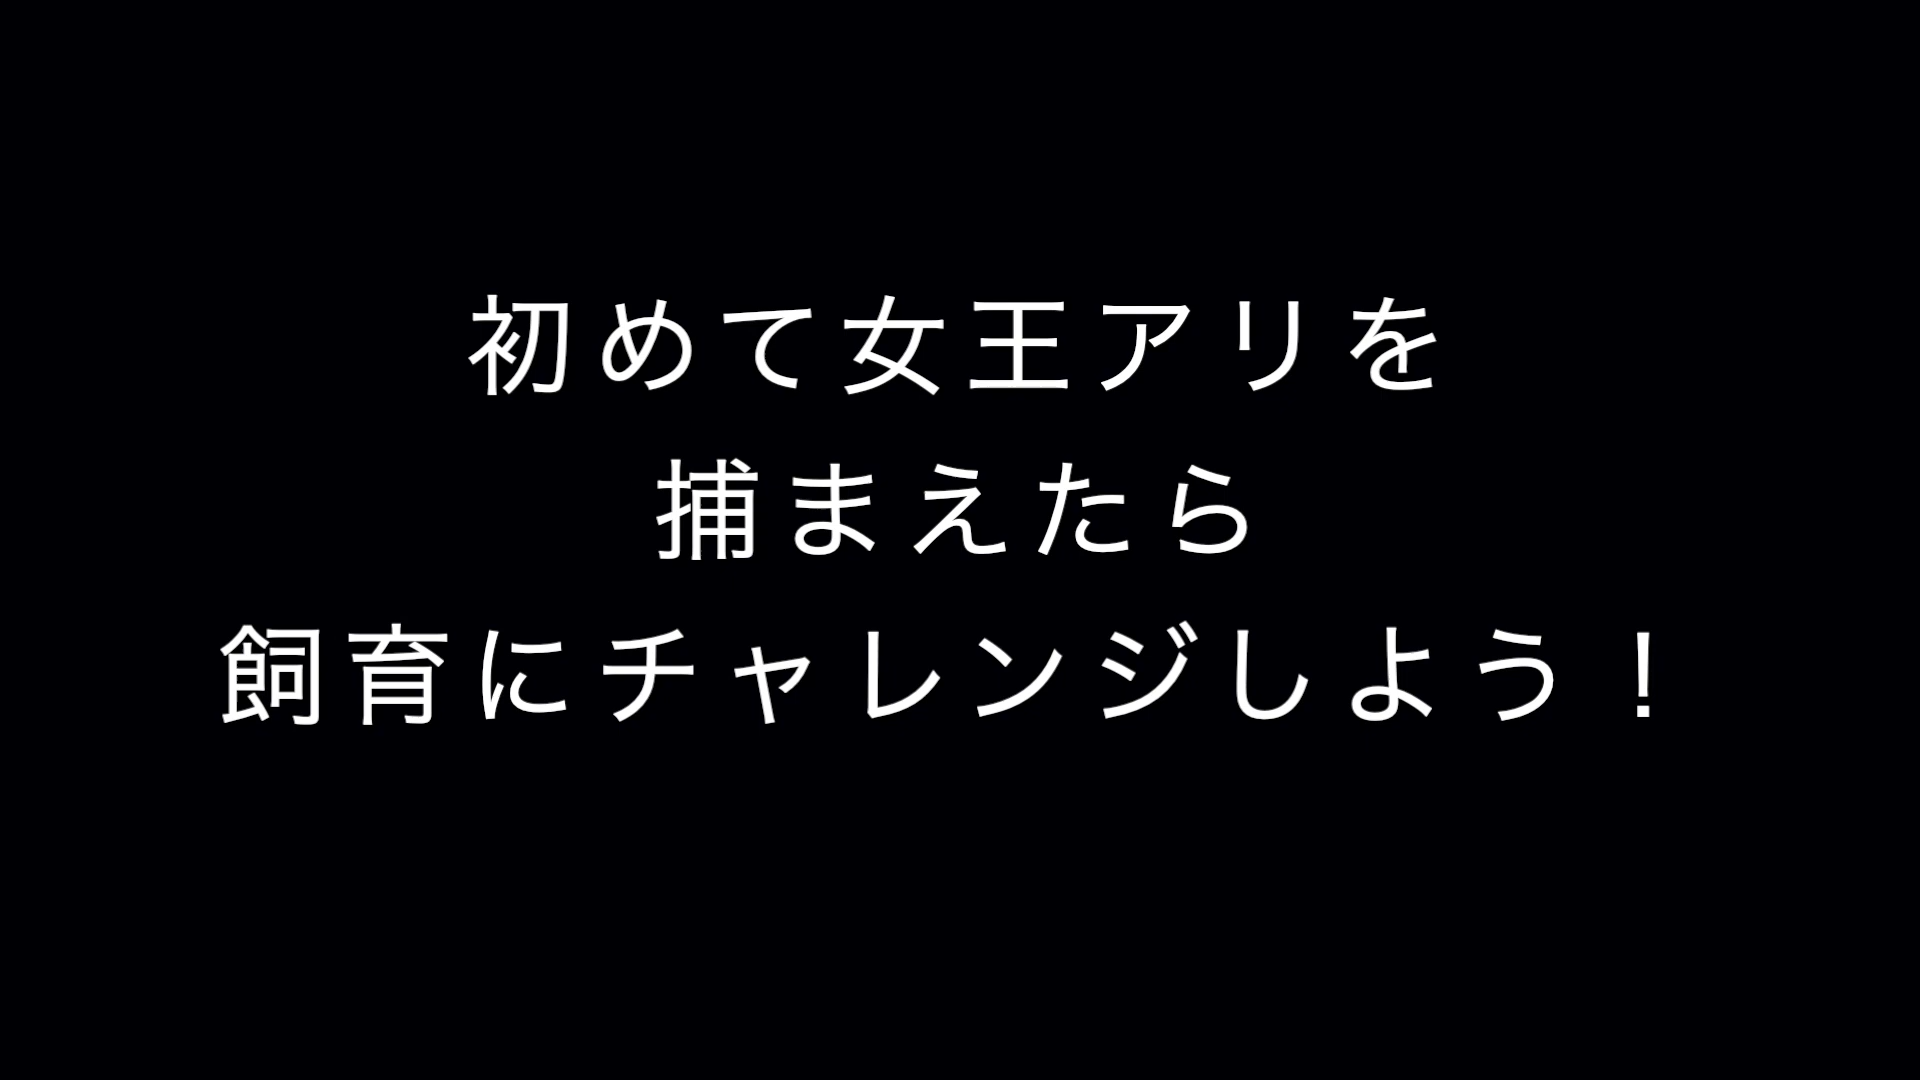 初めて女王アリを
捕まえたら
飼育にチャレンジしよう！